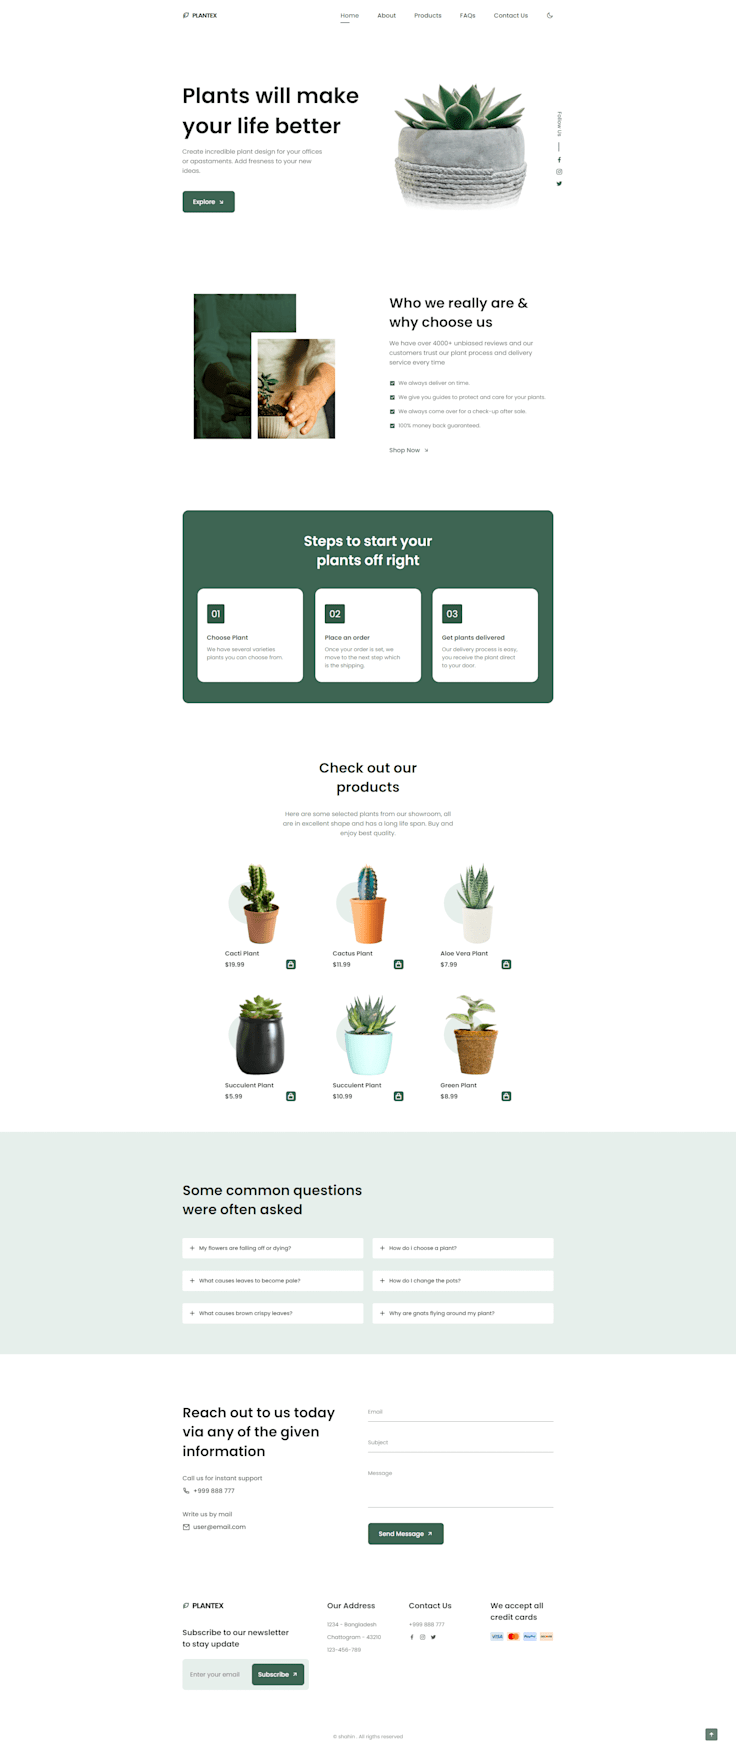 PLANTEX
Home About Products FAQs Contact Us
Plants will make
your life better
Create incredible plant design for your offices
or apastaments. Add fresness to your new
ideas.
Explore
Follow Us
Who we really are &
why choose us
We have over 4000+ unbiased reviews and our
customers trust our plant process and delivery
service every time
We always deliver on time.
We give you guides to protect and care for your plants.
We always come over for a check-up after sale.
100% money back guaranteed.
Shop Now
Steps to start your
plants off right
01
Choose Plant
We have several varieties
plants you can choose from.
02
Place an order
Once your order is set, we
move to the next step which
is the shipping.
03
Get plants delivered
Our delivery process is easy,
you receive the plant direct
to your door.
Check out our
products
Here are some selected plants from our showroom, all
are in excellent shape and has a long life span. Buy and
enjoy best quality.
Cacti Plant
$19.99
Cactus Plant
$11.99
Aloe Vera Plant
$7.99
Succulent Plant
$5.99
Succulent Plant
$10.99
Green Plant
$8.99
Some common questions
were often asked
My flowers are falling off or dying?
How do I choose a plant?
What causes leaves to become pale?
How do I change the pots?
What causes brown crispy leaves?
Why are gnats flying around my plant?
Reach out to us today
via any of the given
information
Call us for instant support
+999 888 777
Write us by mail
user@email.com
Email
Subject
Message
Send Message
PLANTEX
Subscribe to our newsletter
to stay update
Enter your email
Subscribe
Our Address
1234 - Bangladesh
Chattogram - 43210
123-456-789
Contact Us
+999 888 777
We accept all
credit cards
VISA
PayPal
© shohin . All rigths reserved